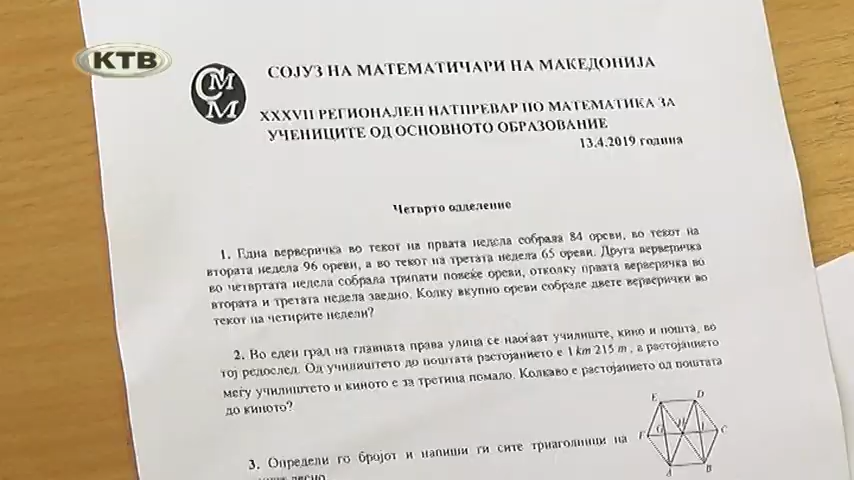 КТВ
СММ
СОЈУЗ НА МАТЕМАТИЧАРИ НА МАКЕДОНИЈА
XXXVII РЕГИОНАЛЕН НАТПРЕВАР ПО МАТЕМАТИКА ЗА
УЧЕНИЦИТЕ ОД ОСНОВНОТО ОБРАЗОВАНИЕ
13.4.2019 година
Четврто одделение
1. Една верверичка во текот на првата недела собрала 84 ореви, во текот на
втората недела 96 ореви, а во текот на третата недела 65 ореви. Друга верверичка
во четвртата недела собрала трипати повеќе ореви, отколку првата верверичка во
втората и третата недела заедно. Колку вкупно ореви собрале двете верверички во
текот на четирите недели?
2. Во еден град на главната права улица се наоѓаат училиште, кино и пошта, во
тој редослед. Од училиштето до поштата растојанието е 1 km 215 m, а растојанието
меѓу училиштето и киното е за третина помало. Колкаво е растојанието од поштата
до киното?
E D
F G H I C
3. Определи го бројот и напиши ги сите триаголници на
A B